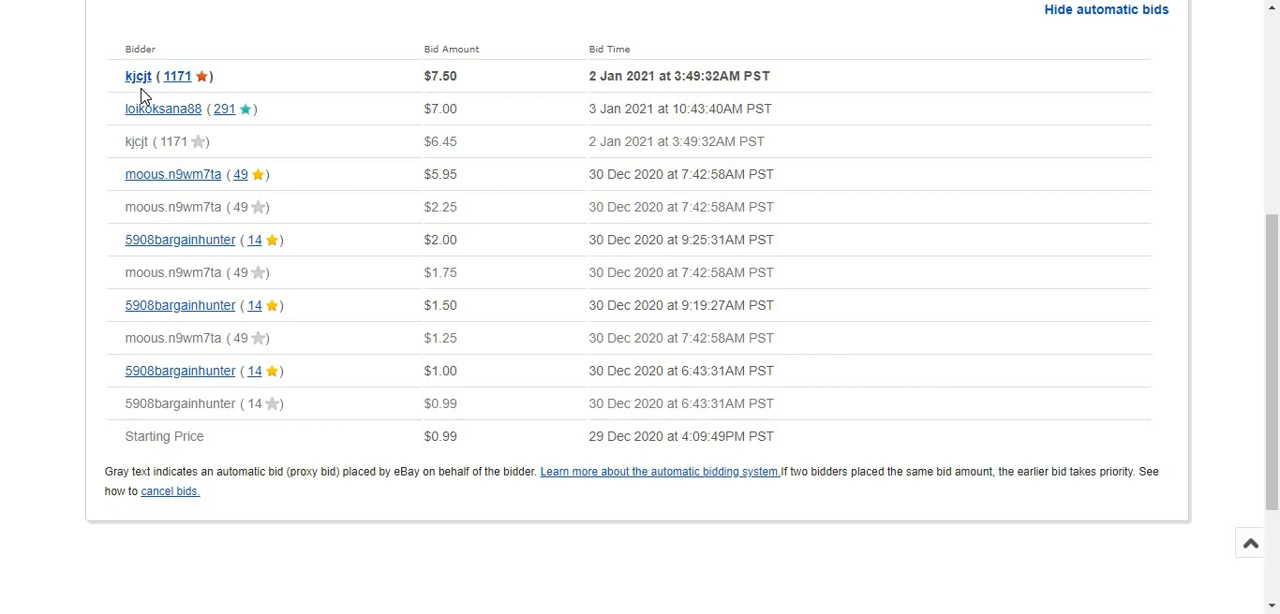 Hide automatic bids
Bidder Bid Amount Bid Time
kjcjt ( 1171 ) $7.50 2 Jan 2021 at 3:49:32AM PST
loikoksana88 ( 291 ) $7.00 3 Jan 2021 at 10:43:40AM PST
kjcjt ( 1171 ) $6.45 2 Jan 2021 at 3:49:32AM PST
moous.n9wm7ta ( 49 ) $5.95 30 Dec 2020 at 7:42:58AM PST
moous.n9wm7ta ( 49 ) $2.25 30 Dec 2020 at 7:42:58AM PST
5908bargainhunter ( 14 ) $2.00 30 Dec 2020 at 9:25:31AM PST
moous.n9wm7ta ( 49 ) $1.75 30 Dec 2020 at 7:42:58AM PST
5908bargainhunter ( 14 ) $1.50 30 Dec 2020 at 9:19:27AM PST
moous.n9wm7ta ( 49 ) $1.25 30 Dec 2020 at 7:42:58AM PST
5908bargainhunter ( 14 ) $1.00 30 Dec 2020 at 6:43:31AM PST
5908bargainhunter ( 14 ) $0.99 30 Dec 2020 at 6:43:31AM PST
Starting Price $0.99 29 Dec 2020 at 4:09:49PM PST
Gray text indicates an automatic bid (proxy bid) placed by eBay on behalf of the bidder. Learn more about the automatic bidding system.If two bidders placed the same bid amount, the earlier bid takes priority. See
how to cancel bids.